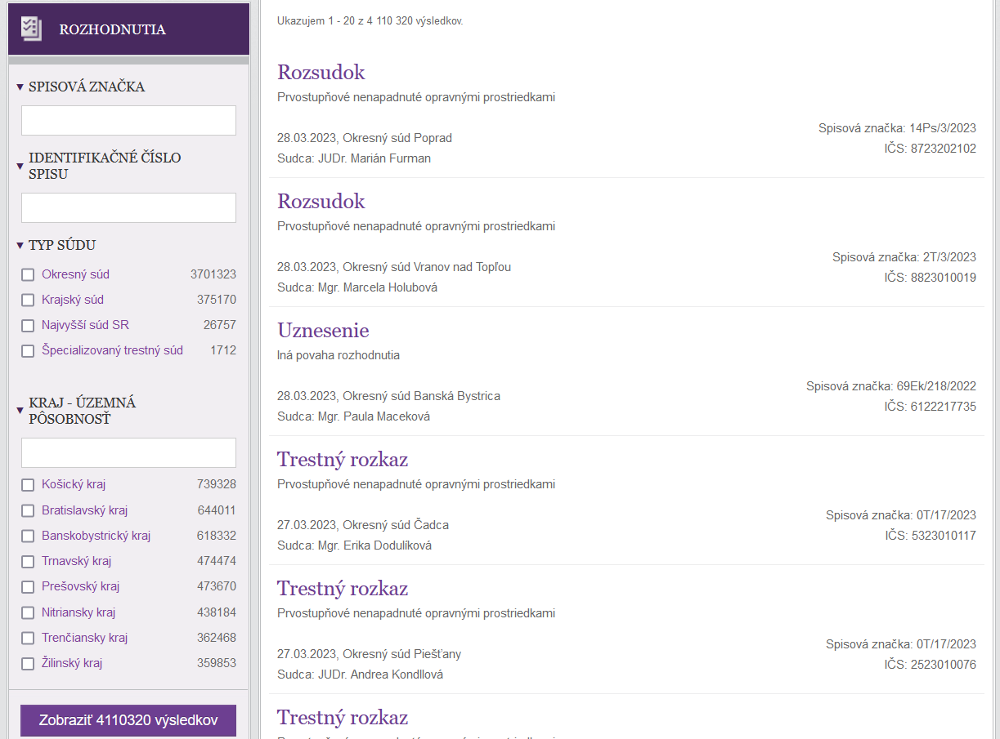 ROZHODNUTIA
SPISOVÁ ZNAČKA
IDENTIFIKAČNÉ ČÍSLO
SPISU
TYP SÚDU
Okresný súd 3701323
Krajský súd 375170
Najvyšší súd SR 26757
Špecializovaný trestný súd 1712
KRAJ - ÚZEMNÁ
PÔSOBNOSŤ
Košický kraj 739328
Bratislavský kraj 644011
Banskobystrický kraj 618332
Trnavský kraj 474474
Prešovský kraj 473670
Nitriansky kraj 438184
Trenčiansky kraj 362468
Žilinský kraj 359853
Zobraziť 4110320 výsledkov
Ukazujem 1 - 20 z 4 110 320 výsledkov.
Rozsudok
Prvostupňové nenapadnuté opravnými prostriedkami
28.03.2023, Okresný súd Poprad
Sudca: JUDr. Marián Furman
Spisová značka: 14Ps/3/2023
IČS: 8723202102
Rozsudok
Prvostupňové nenapadnuté opravnými prostriedkami
28.03.2023, Okresný súd Vranov nad Topľou
Sudca: Mgr. Marcela Holubová
Spisová značka: 2T/3/2023
IČS: 8823010019
Uznesenie
Iná povaha rozhodnutia
28.03.2023, Okresný súd Banská Bystrica
Sudca: Mgr. Paula Maceková
Spisová značka: 69Ek/218/2022
IČS: 6122217735
Trestný rozkaz
Prvostupňové nenapadnuté opravnými prostriedkami
27.03.2023, Okresný súd Čadca
Sudca: Mgr. Erika Dodulíková
Spisová značka: 0T/17/2023
IČS: 5323010117
Trestný rozkaz
Prvostupňové nenapadnuté opravnými prostriedkami
27.03.2023, Okresný súd Piešťany
Sudca: JUDr. Andrea Kondllová
Spisová značka: 0T/17/2023
IČS: 2523010076
Trestný rozkaz